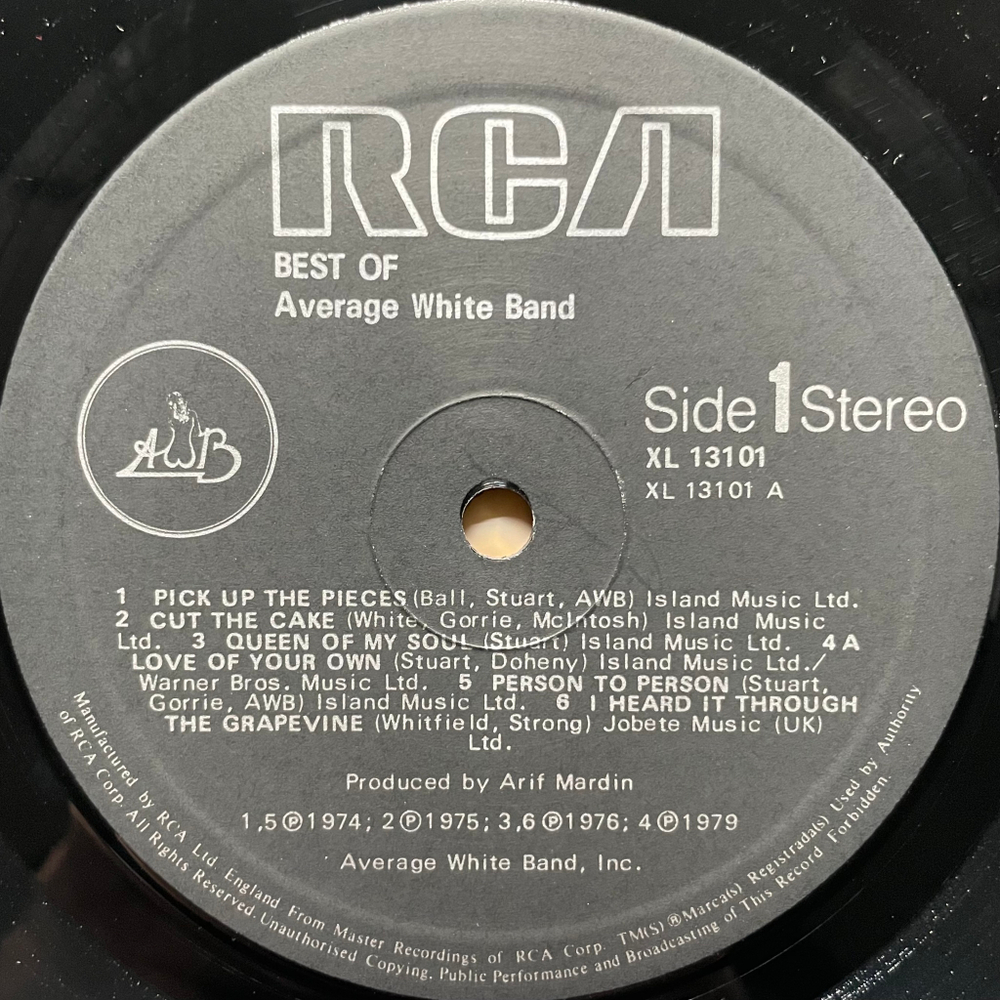 RCA
BEST OF
Average White Band
AWB
Side 1 Stereo
XL 13101
XL 13101 A
1 PICK UP THE PIECES (Ball, Stuart, AWB) Island Music Ltd.
2 CUT THE CAKE (White, Gorrie, McIntosh) Island Music
Ltd. 3 QUEEN OF MY SOUL (Stuart) Island Music Ltd. 4 A
LOVE OF YOUR OWN (Stuart, Doheny) Island Music Ltd./
Warner Bros. Music Ltd. 5 PERSON TO PERSON (Stuart,
Gorrie, AWB) Island Music Ltd. 6 I HEARD IT THROUGH
THE GRAPEVINE (Whitfield, Strong) Jobete Music (UK)
Ltd.
Produced by Arif Mardin
1,5 ℗1974; 2 ℗1975; 3,6 ℗1976; 4 ℗1979
Average White Band, Inc.
Manufactured by RCA Ltd. England From Master Recordings of RCA Corp. TM(S) ® Marca(s) Registrada(s) Used by Authority
of RCA Corp. All Rights Reserved. Unauthorised Copying, Public Performance and Broadcasting of This Record Forbidden.